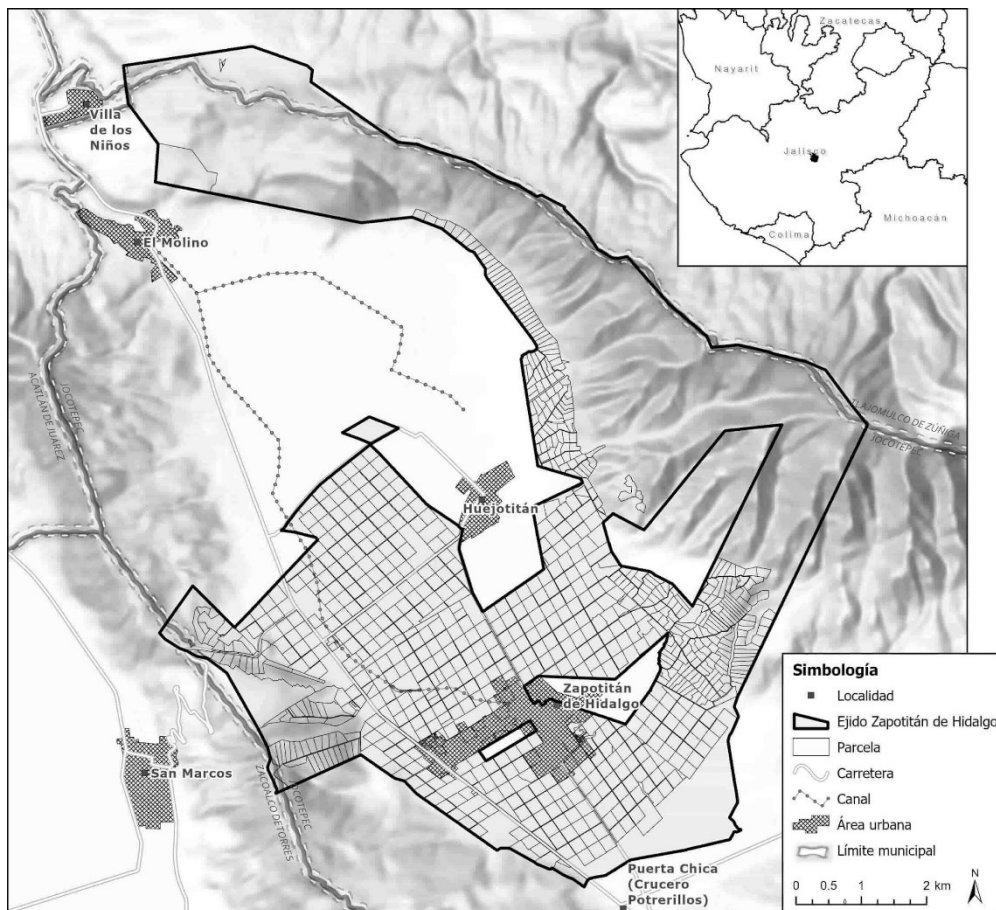 Zacatecas
Nayarit
Jalisco
Michoacán
Colima
Villa
de los
Niños
El Molino
JOCOTEPEC
ACATLÁN DE JUÁREZ
TLAJOMULCO DE ZÚÑIGA
JOCOTEPEC
Huejotitán
Zapotitán
de Hidalgo
San Marcos
JOCOTEPEC
ZACOALCO DE TORRES
Puerta Chica
(Crucero
Potrerillos)
Simbología
Localidad
Ejido Zapotitán de Hidalgo
Parcela
Carretera
Canal
Área urbana
Límite municipal
0 0.5 1 2 km
N